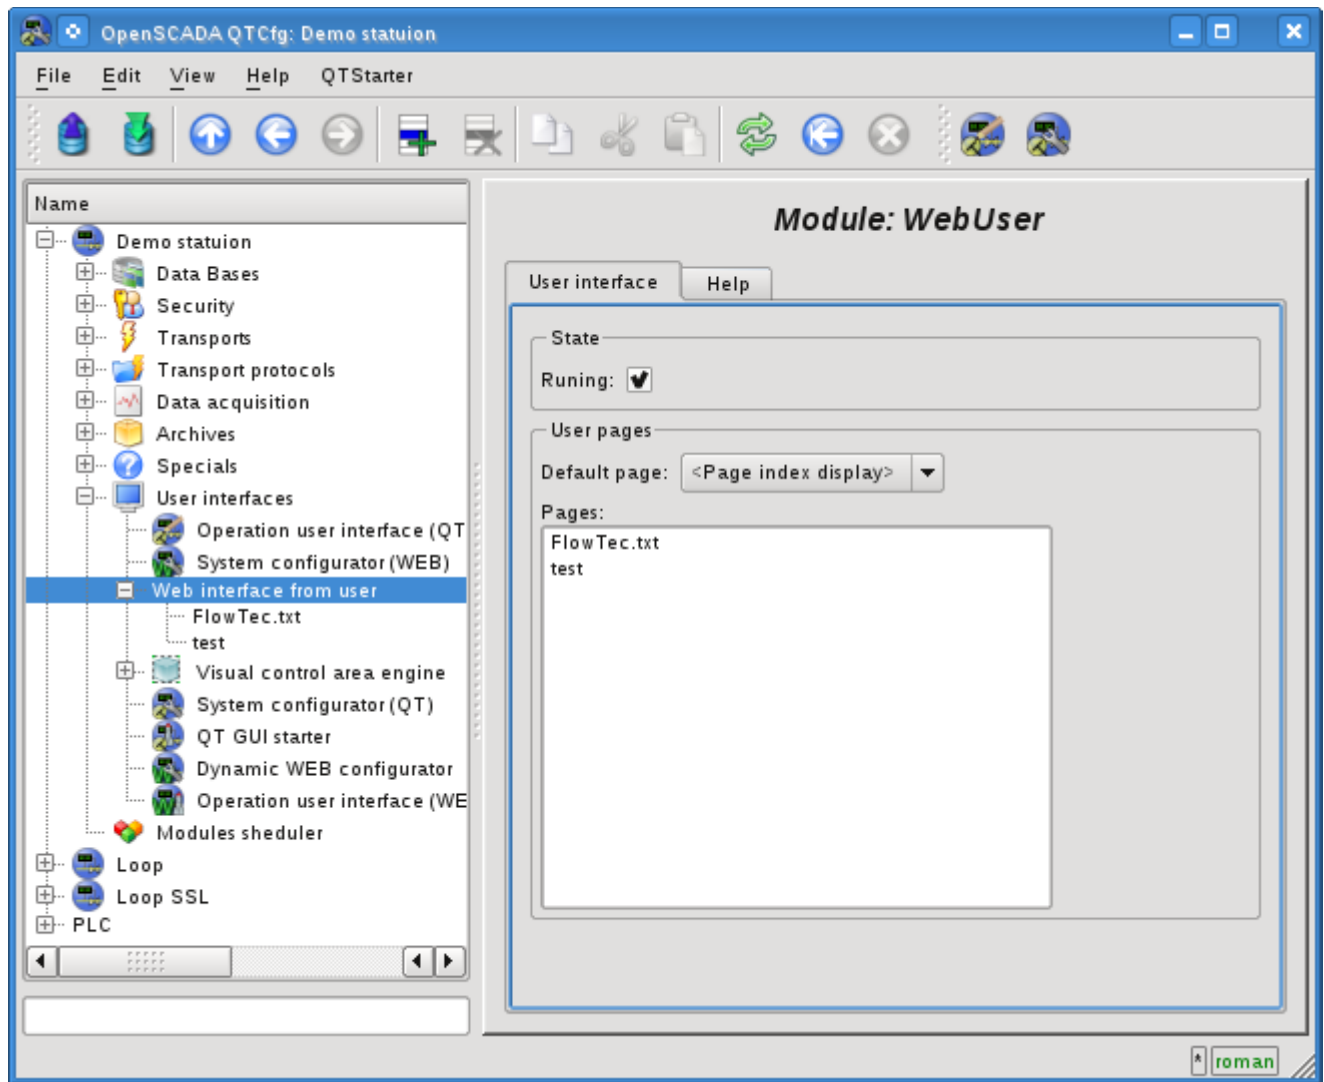 OpenSCADA QTCfg: Demo statuion
File Edit View Help QTStarter
Name
Demo statuion
Data Bases
Security
Transports
Transport protocols
Data acquisition
Archives
Specials
User interfaces
Operation user interface (QT
System configurator (WEB)
Web interface from user
FlowTec.txt
test
Visual control area engine
System configurator (QT)
QT GUI starter
Dynamic WEB configurator
Operation user interface (WE
Modules sheduler
Loop
Loop SSL
PLC
Module: WebUser
User interface Help
State
Runing:
User pages
Default page: <Page index display>
Pages:
FlowTec.txt
test
* roman